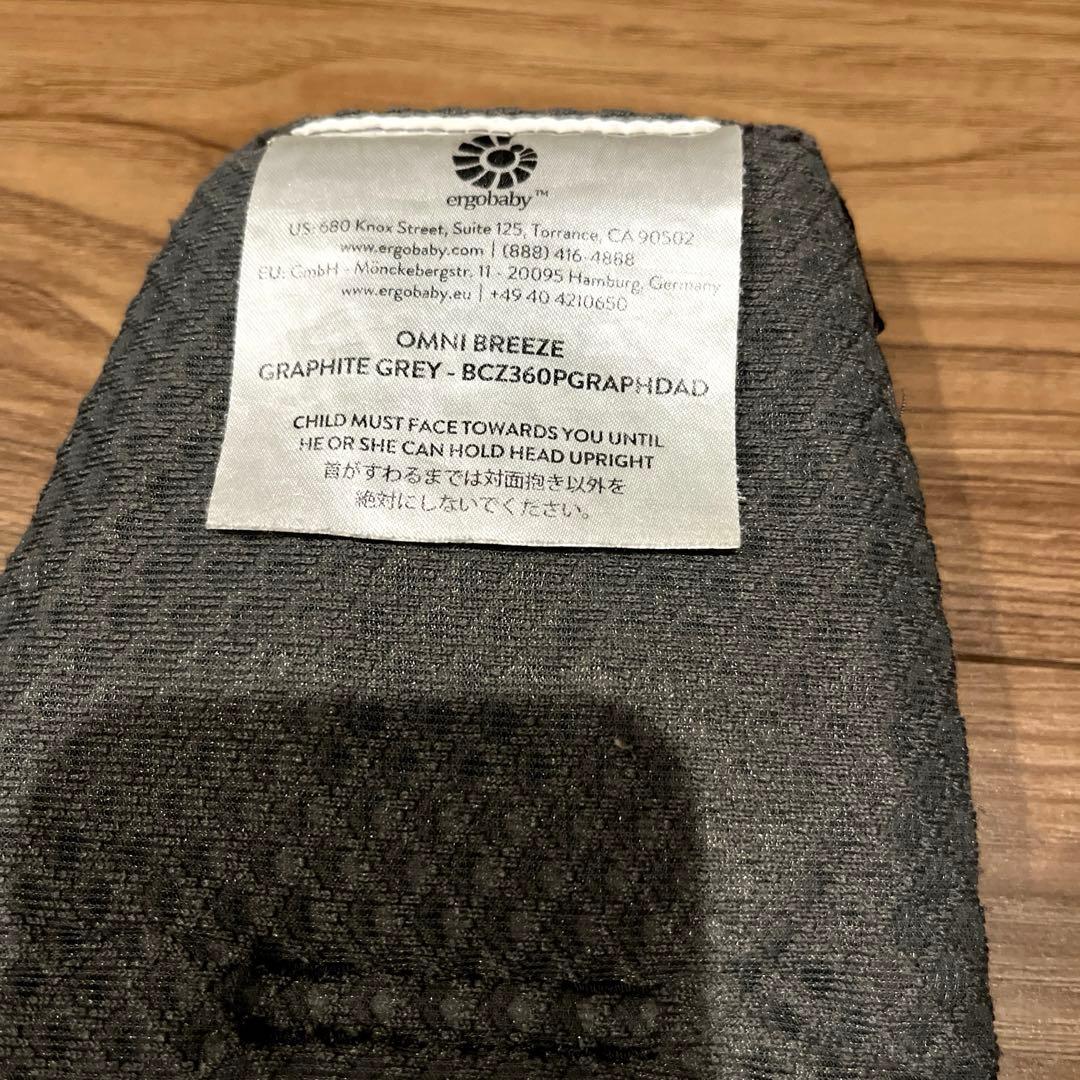 ergobaby™
US: 680 Knox Street, Suite 125, Torrance, CA 90502
www.ergobaby.com | (888) 416-4888
EU: GmbH - Mönckebergstr. 11 - 20095 Hamburg, Germany
www.ergobaby.eu | +49 40 4210650
OMNI BREEZE
GRAPHITE GREY - BCZ360PGRAPHDAD
CHILD MUST FACE TOWARDS YOU UNTIL
HE OR SHE CAN HOLD HEAD UPRIGHT
首がすわるまでは対面抱き以外を
絶対にしないでください。